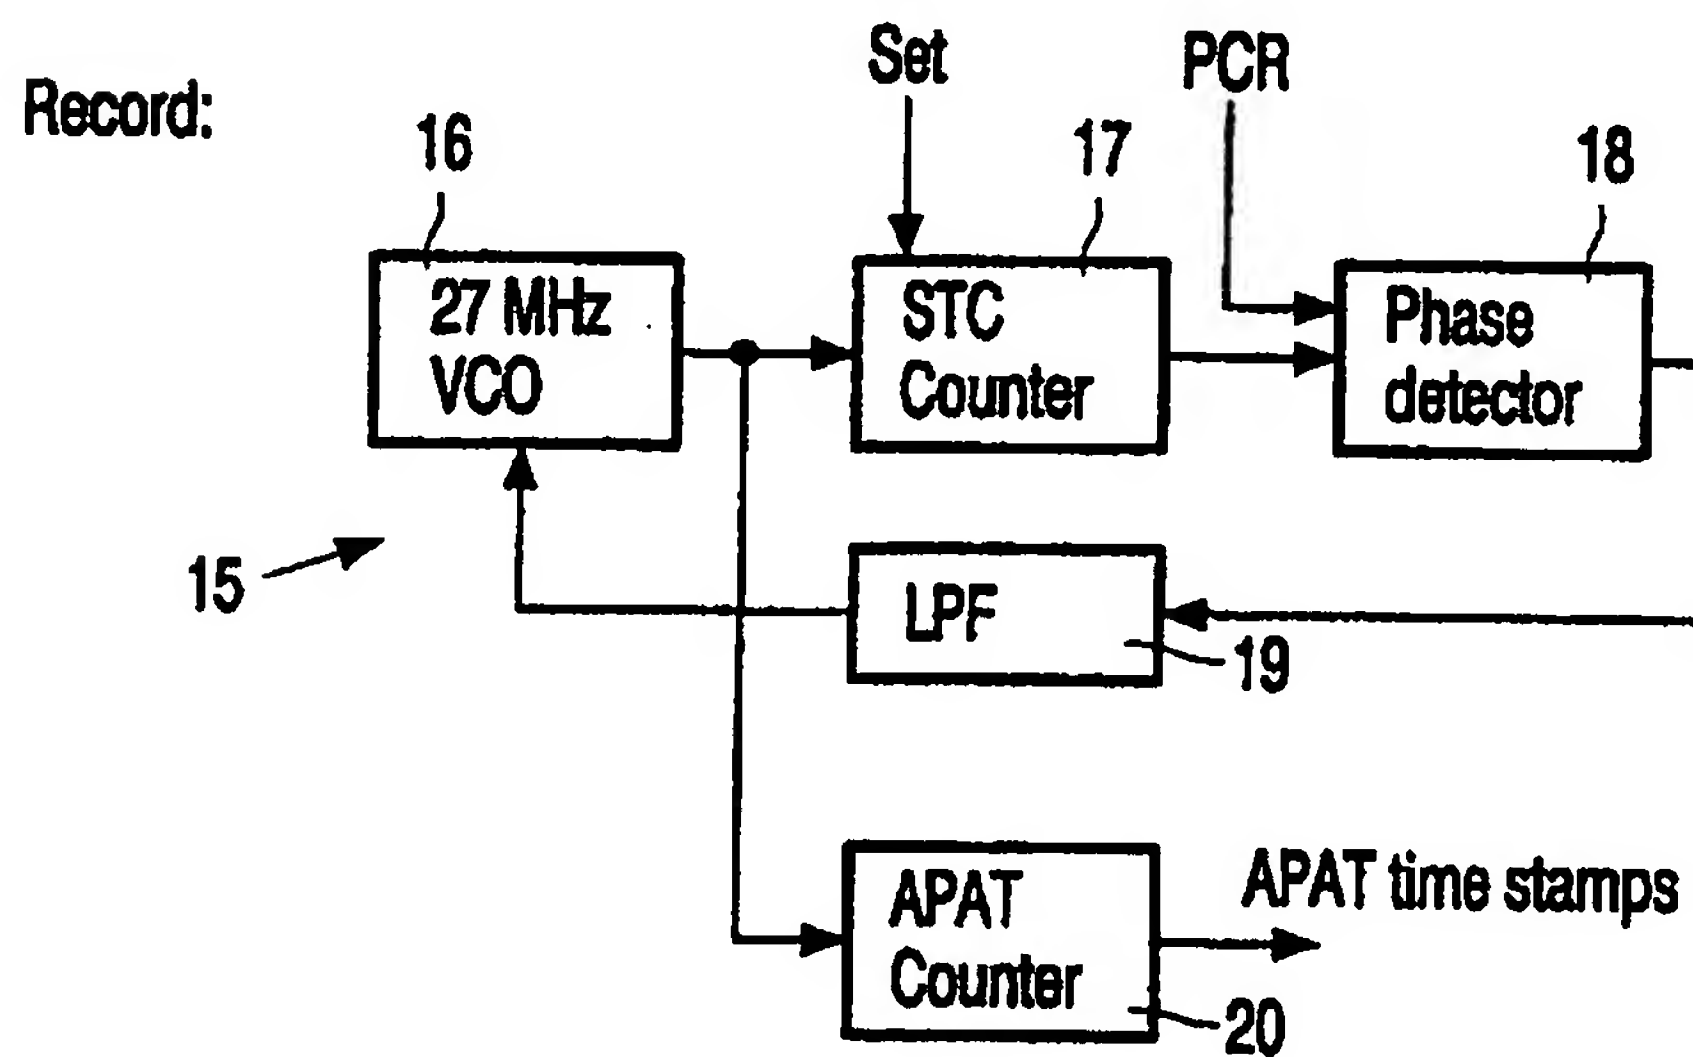 Record:
Set
PCR
16
17
18
27 MHz
VCO
STC
Counter
Phase
detector
15
LPF
19
APAT
Counter
APAT time stamps
20